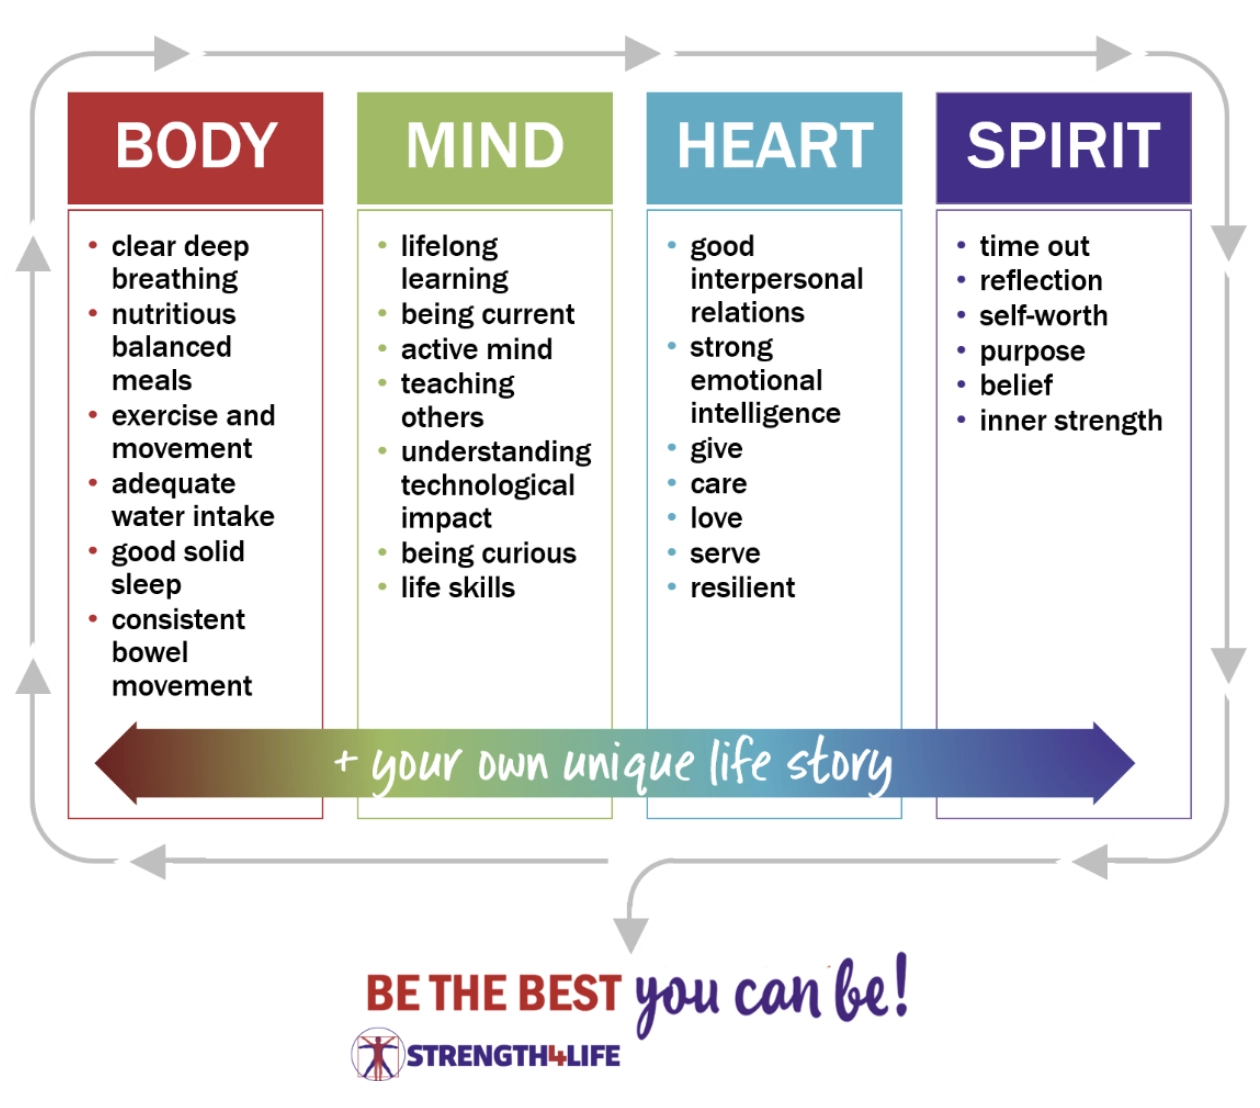 BODY
• clear deep
breathing
• nutritious
balanced
meals
• exercise and
movement
• adequate
water intake
• good solid
sleep
• consistent
bowel
movement
MIND
• lifelong
learning
• being current
• active mind
• teaching
others
• understanding
technological
impact
• being curious
• life skills
HEART
• good
interpersonal
relations
• strong
emotional
intelligence
• give
• care
• love
• serve
• resilient
SPIRIT
• time out
• reflection
• self-worth
• purpose
• belief
• inner strength
+ your own unique life story
BE THE BEST you can be!
STRENGTH4LIFE